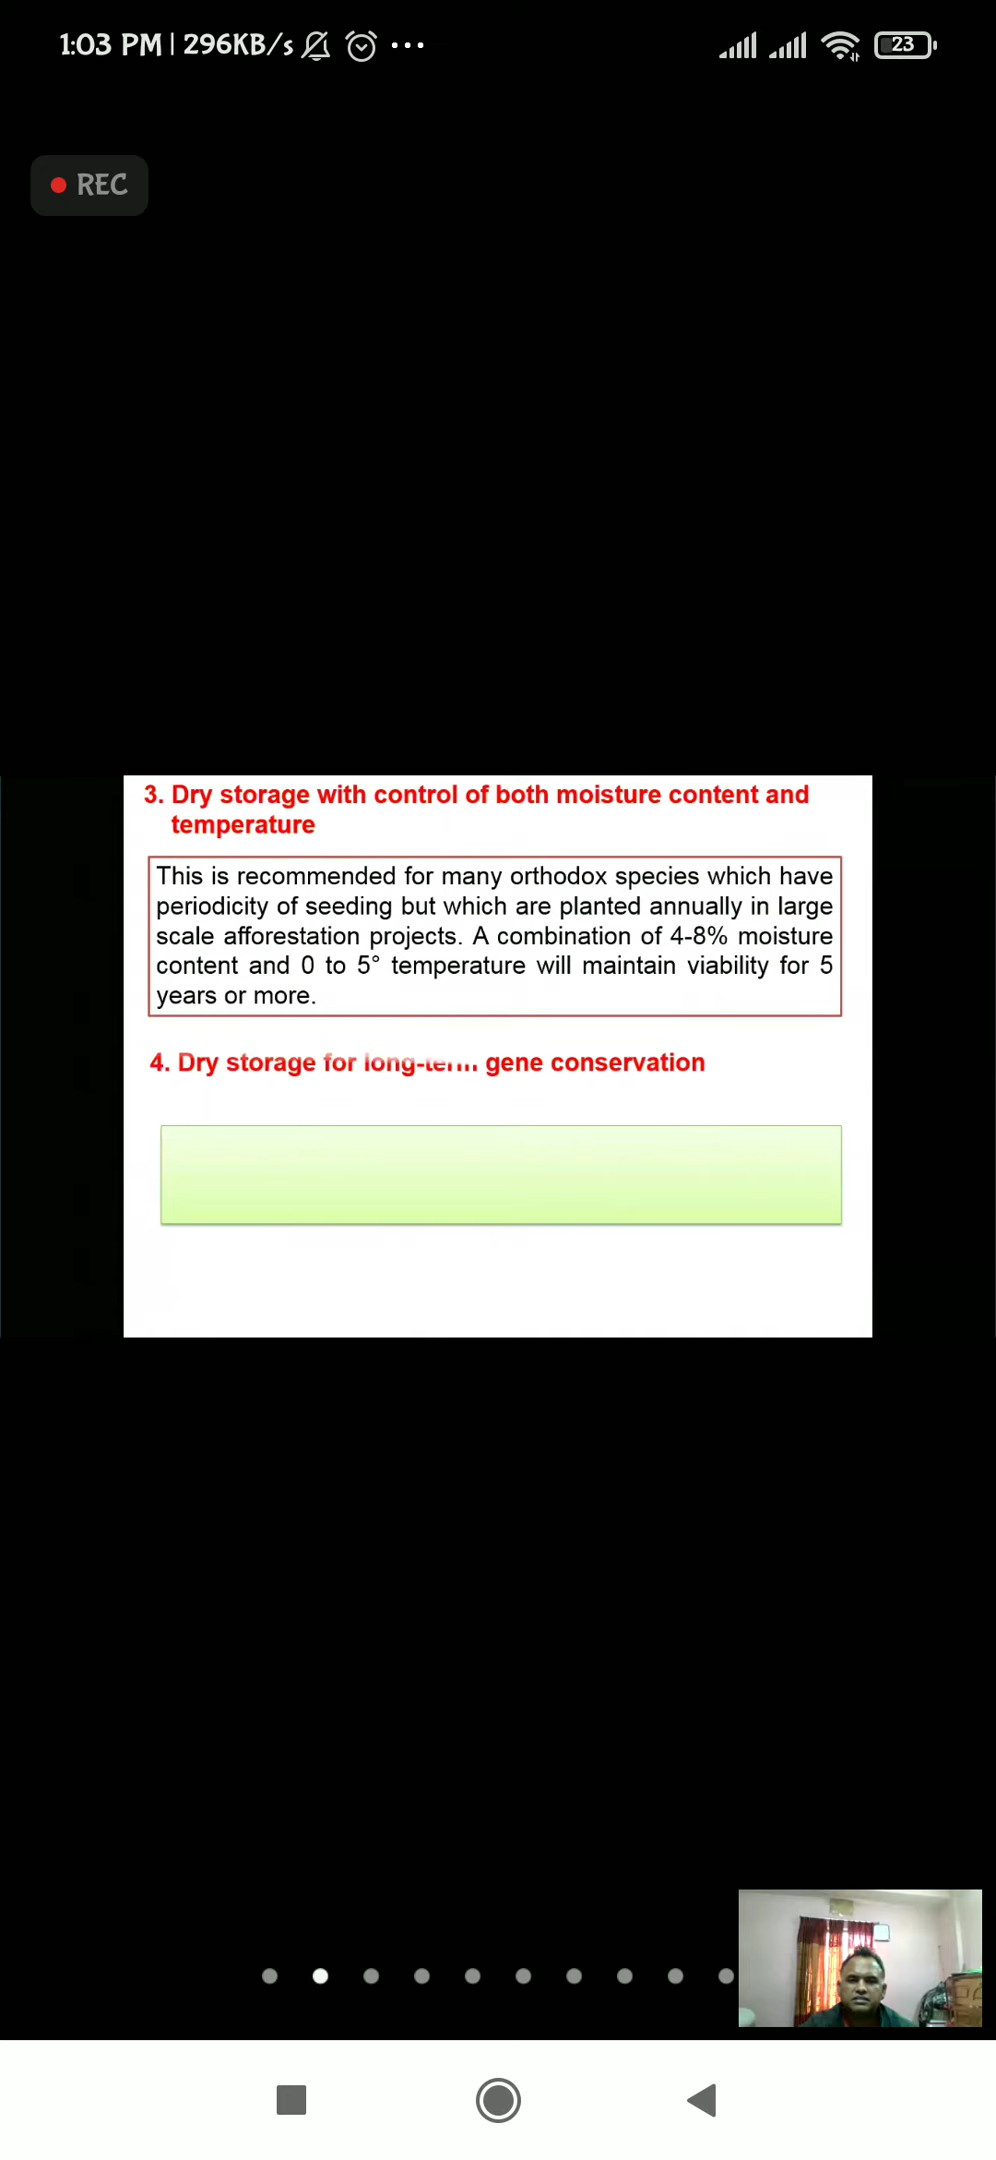 1:03 PM | 296KB/s ...
23
REC
3. Dry storage with control of both moisture content and
temperature
This is recommended for many orthodox species which have
periodicity of seeding but which are planted annually in large
scale afforestation projects. A combination of 4-8% moisture
content and 0 to 5° temperature will maintain viability for 5
years or more.
4. Dry storage for long-term gene conservation